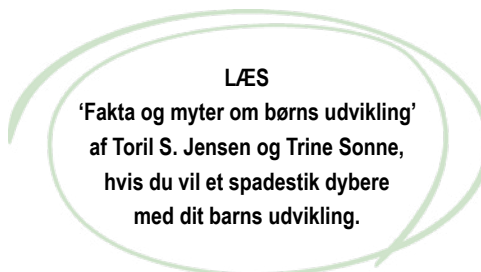 LÆS
‘Fakta og myter om børns udvikling’
af Toril S. Jensen og Trine Sonne,
hvis du vil et spadestik dybere
med dit barns udvikling.